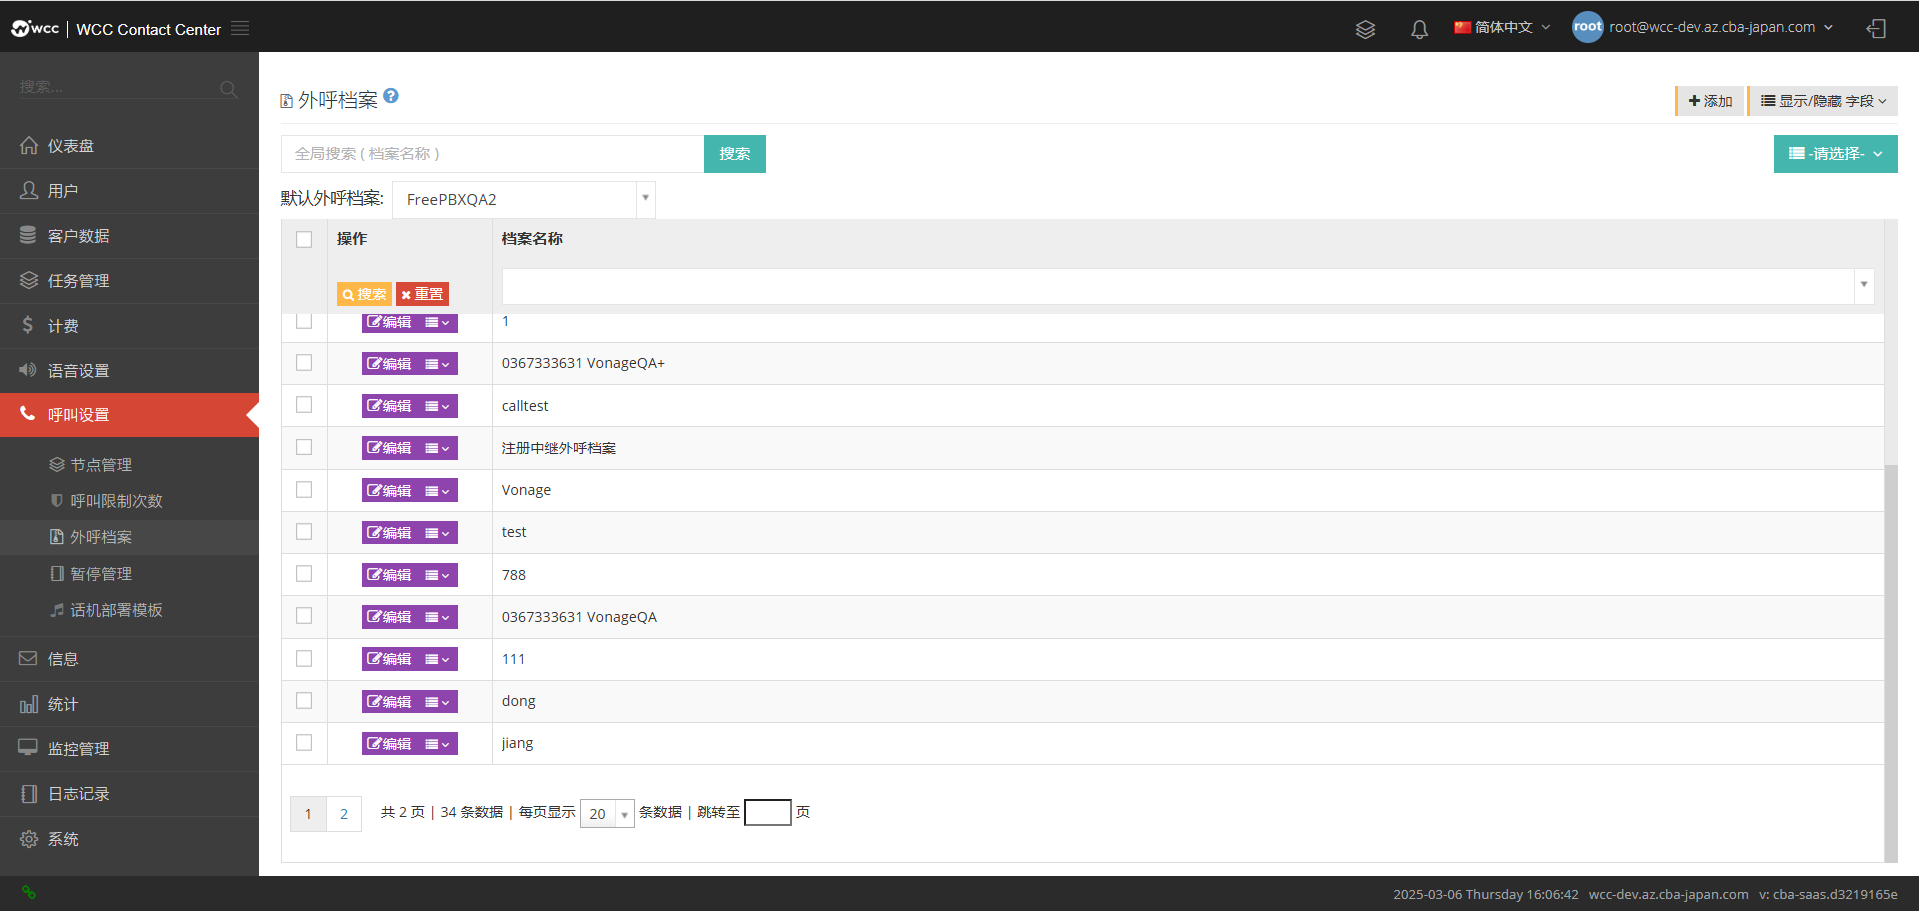 wcc | WCC Contact Center
简体中文
root root@wcc-dev.az.cba-japan.com
搜索...
仪表盘
用户
客户数据
任务管理
计费
语音设置
呼叫设置
节点管理
呼叫限制次数
外呼档案
暂停管理
话机部署模板
信息
统计
监控管理
日志记录
系统
外呼档案 ?
添加
显示/隐藏 字段
全局搜索 ( 档案名称 )
搜索
-请选择-
默认外呼档案: FreePBXQA2
操作 档案名称
搜索 重置
编辑 1
编辑 0367333631 VonageQA+
编辑 calltest
编辑 注册中继外呼档案
编辑 Vonage
编辑 test
编辑 788
编辑 0367333631 VonageQA
编辑 111
编辑 dong
编辑 jiang
1 2 共 2 页 | 34 条数据 | 每页显示 20 条数据 | 跳转至 页
2025-03-06 Thursday 16:06:42 wcc-dev.az.cba-japan.com v: cba-saas.d3219165e